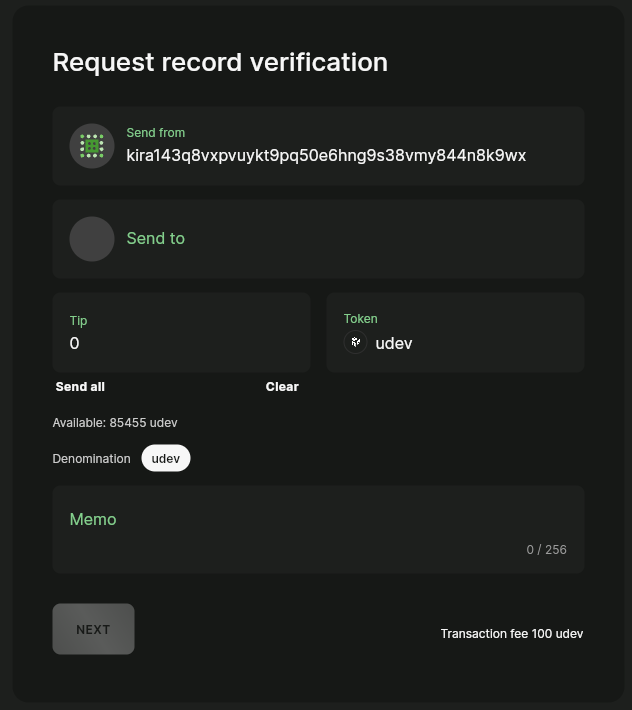 Request record verification
Send from
kira143q8vxpvuykt9pq50e6hng9s38vmy844n8k9wx
Send to
Tip
0
Token
udev
Send all
Clear
Available: 85455 udev
Denomination udev
Memo
0 / 256
NEXT
Transaction fee 100 udev